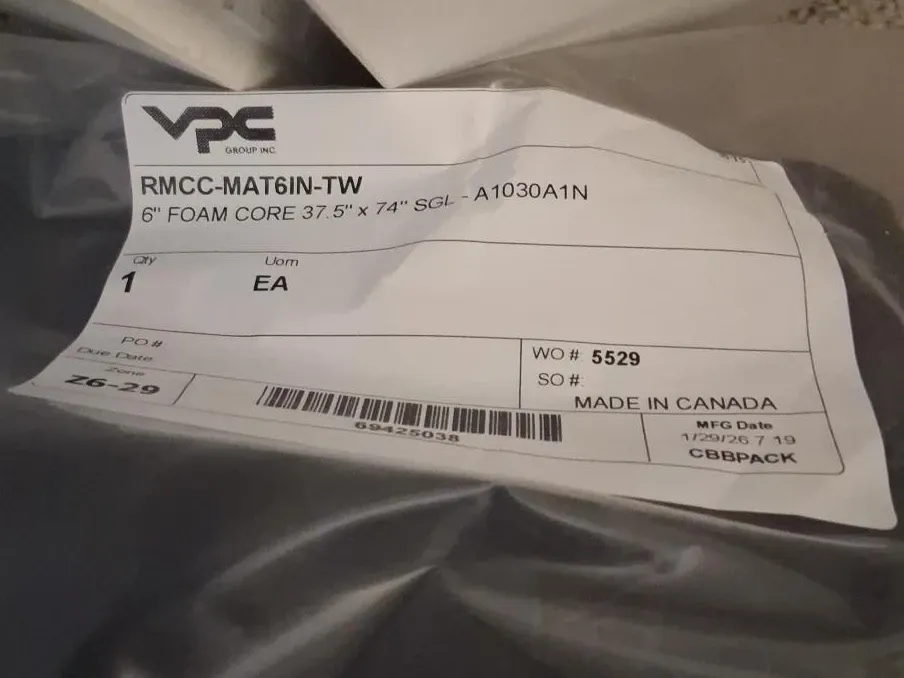 VPC
GROUP INC.
RMCC-MAT6IN-TW
6" FOAM CORE 37.5" x 74" SGL - A1030A1N
Qty Uom
1 EA
PO #
Due Date
WO # 5529
SO #:
MADE IN CANADA
Zone
Z6-29
69425038
MFG Date
1/29/26 7 19
CBBPACK